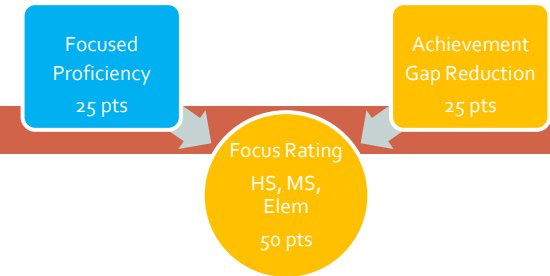 Focused
Proficiency
25 pts
Achievement
Gap Reduction
25 pts
Focus Rating
HS, MS,
Elem
50 pts